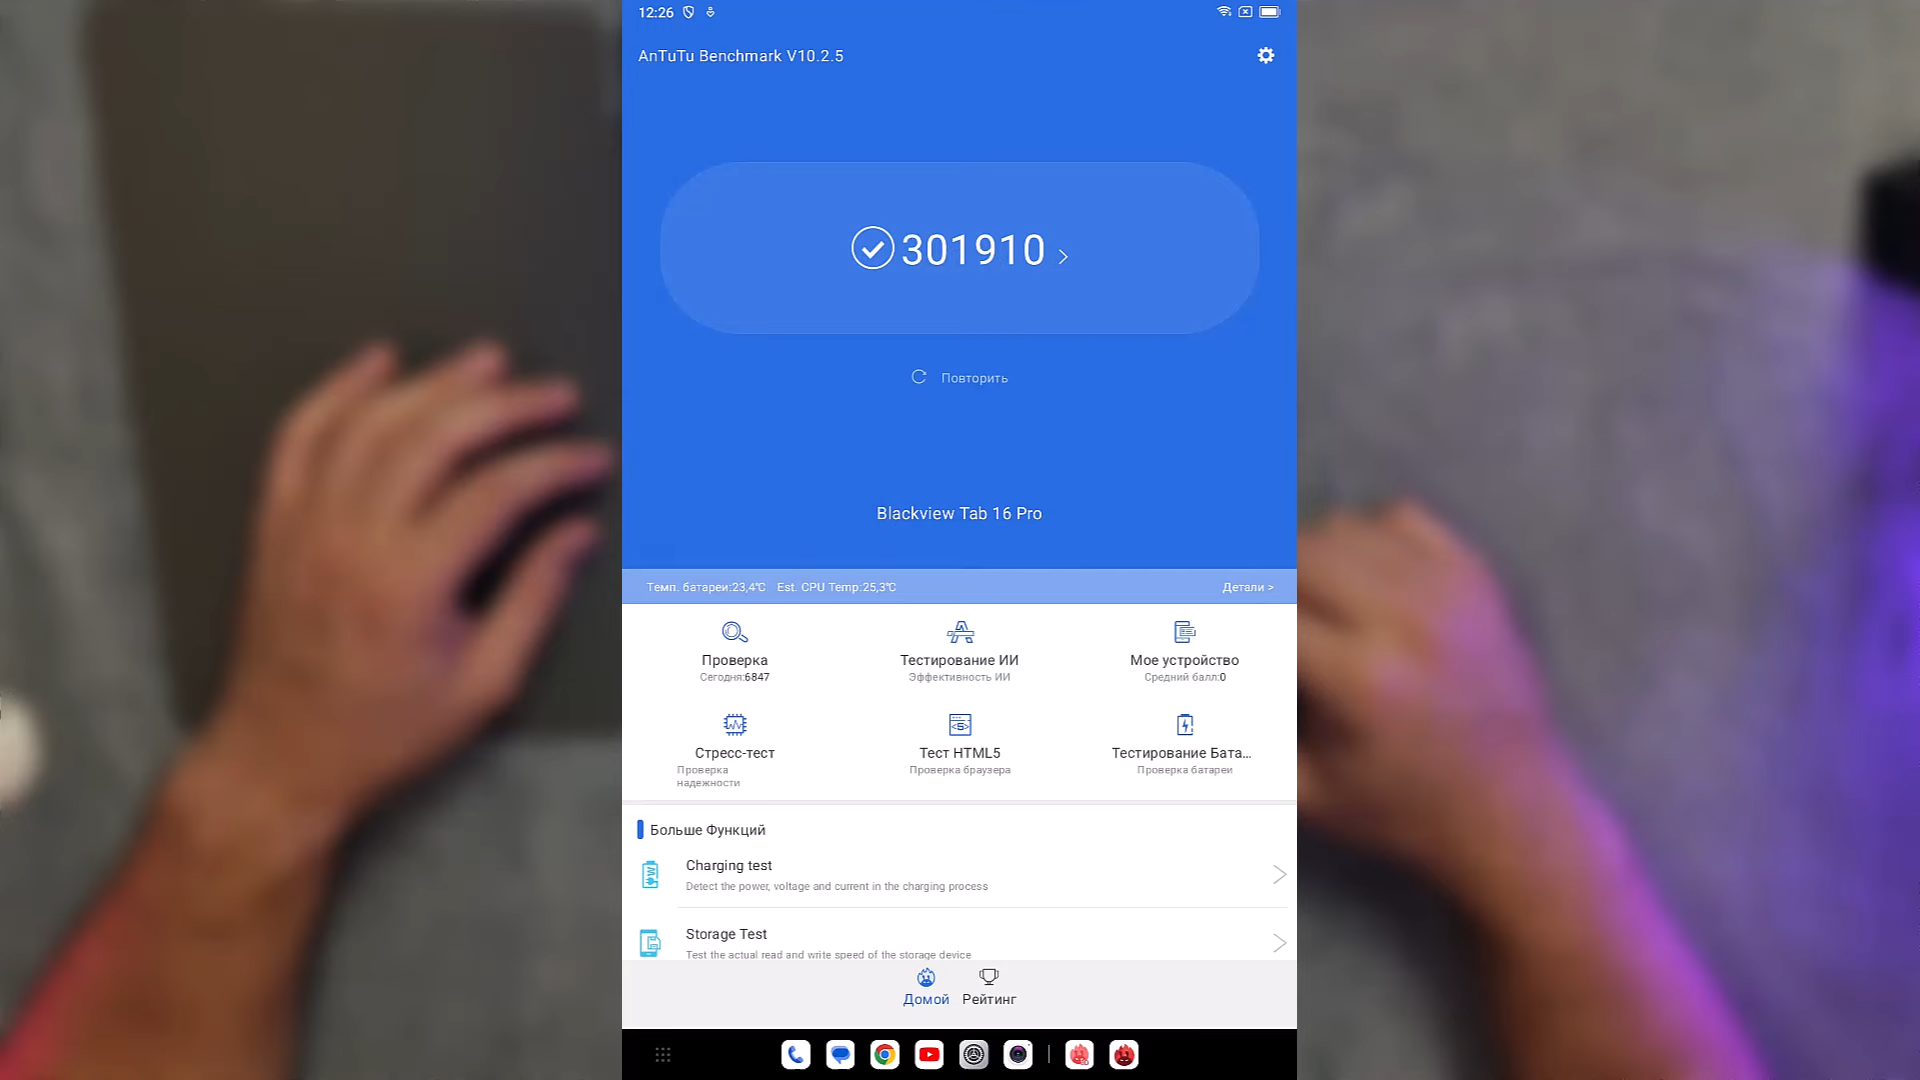 12:26
AnTuTu Benchmark V10.2.5
301910 >
Повторить
Blackview Tab 16 Pro
Темп. батареи:23,4℃ Est. CPU Temp:25,3℃ Детали >
Проверка Тестирование ИИ Мое устройство
Сегодня:6847 Эффективность ИИ Средний балл:0
Стресс-тест Тест HTML5 Тестирование Бата...
Проверка надежности Проверка браузера Проверка батареи
Больше Функций
Charging test
Detect the power, voltage and current in the charging process
Storage Test
Test the actual read and write speed of the storage device
Домой Рейтинг